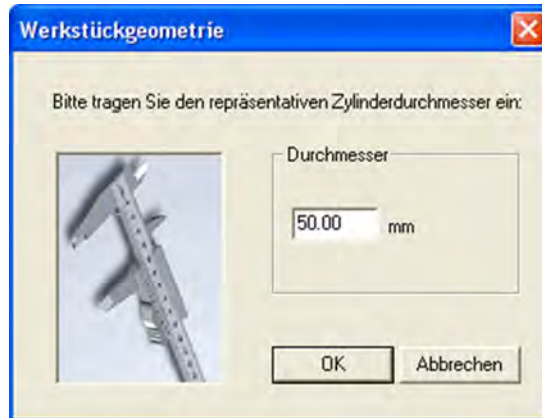 Werkstückgeometrie
Bitte tragen Sie den repräsentativen Zylinderdurchmesser ein:
Durchmesser
50.00 mm
OK Abbrechen